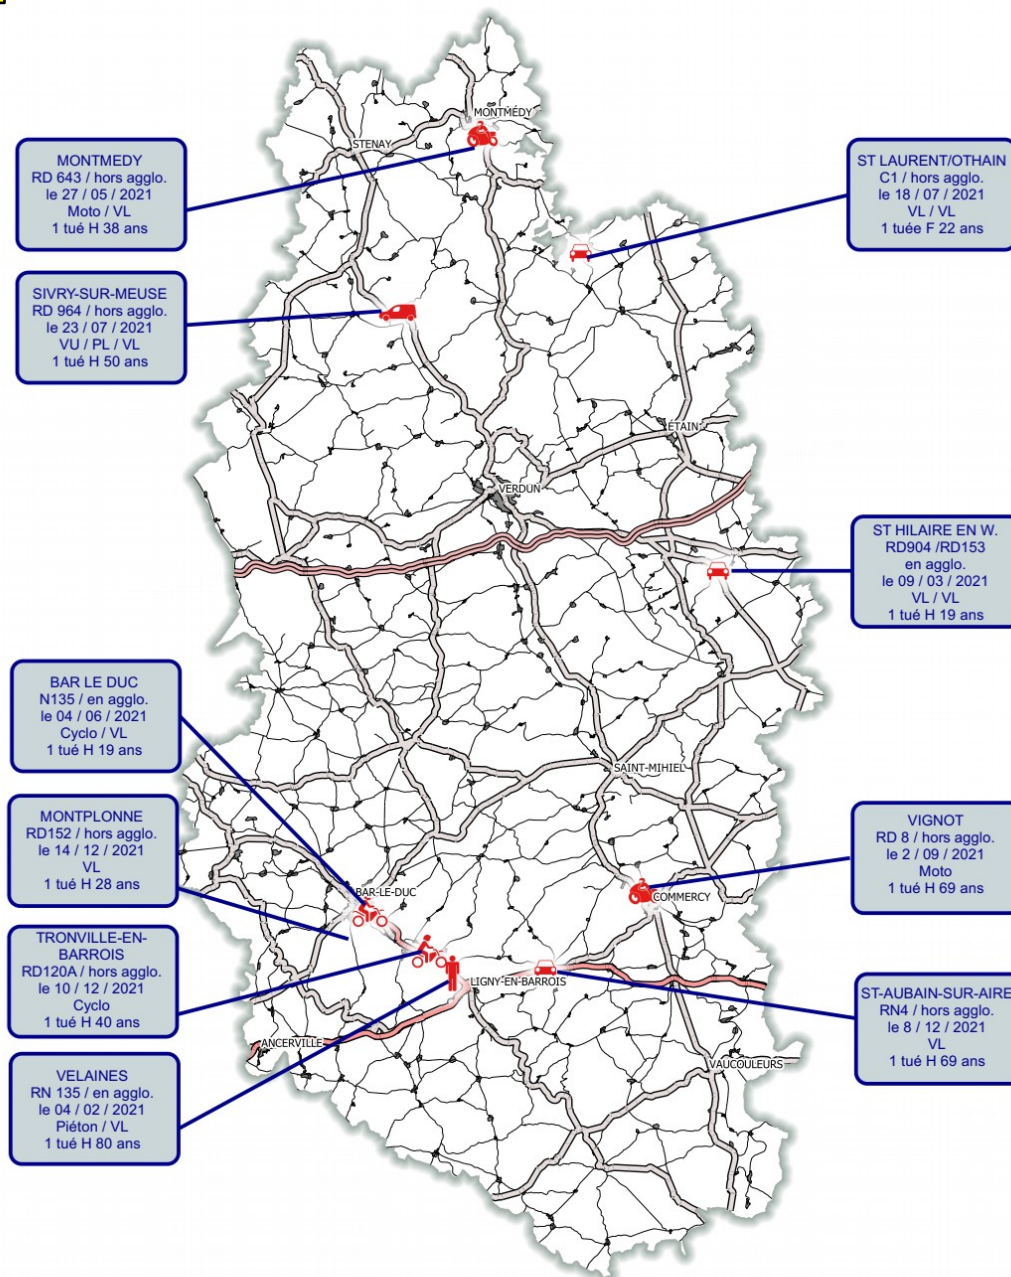 MONTMÉDY
STENAY
MONTMEDY
RD 643 / hors agglo.
le 27 / 05 / 2021
Moto / VL
1 tué H 38 ans
ST LAURENT/OTHAIN
C1 / hors agglo.
le 18 / 07 / 2021
VL / VL
1 tuée F 22 ans
SIVRY-SUR-MEUSE
RD 964 / hors agglo.
le 23 / 07 / 2021
VU / PL / VL
1 tué H 50 ans
ÉTAIN
VERDUN
ST HILAIRE EN W.
RD904 /RD153
en agglo.
le 09 / 03 / 2021
VL / VL
1 tué H 19 ans
BAR LE DUC
N135 / en agglo.
le 04 / 06 / 2021
Cyclo / VL
1 tué H 19 ans
SAINT-MIHIEL
MONTPLONNE
RD152 / hors agglo.
le 14 / 12 / 2021
VL
1 tué H 28 ans
VIGNOT
RD 8 / hors agglo.
le 2 / 09 / 2021
Moto
1 tué H 69 ans
BAR-LE-DUC
COMMERCY
TRONVILLE-EN-
BARROIS
RD120A / hors agglo.
le 10 / 12 / 2021
Cyclo
1 tué H 40 ans
LIGNY-EN-BARROIS
ST-AUBAIN-SUR-AIRE
RN4 / hors agglo.
le 8 / 12 / 2021
VL
1 tué H 69 ans
ANCERVILLE
VAUCOULEURS
VELAINES
RN 135 / en agglo.
le 04 / 02 / 2021
Piéton / VL
1 tué H 80 ans